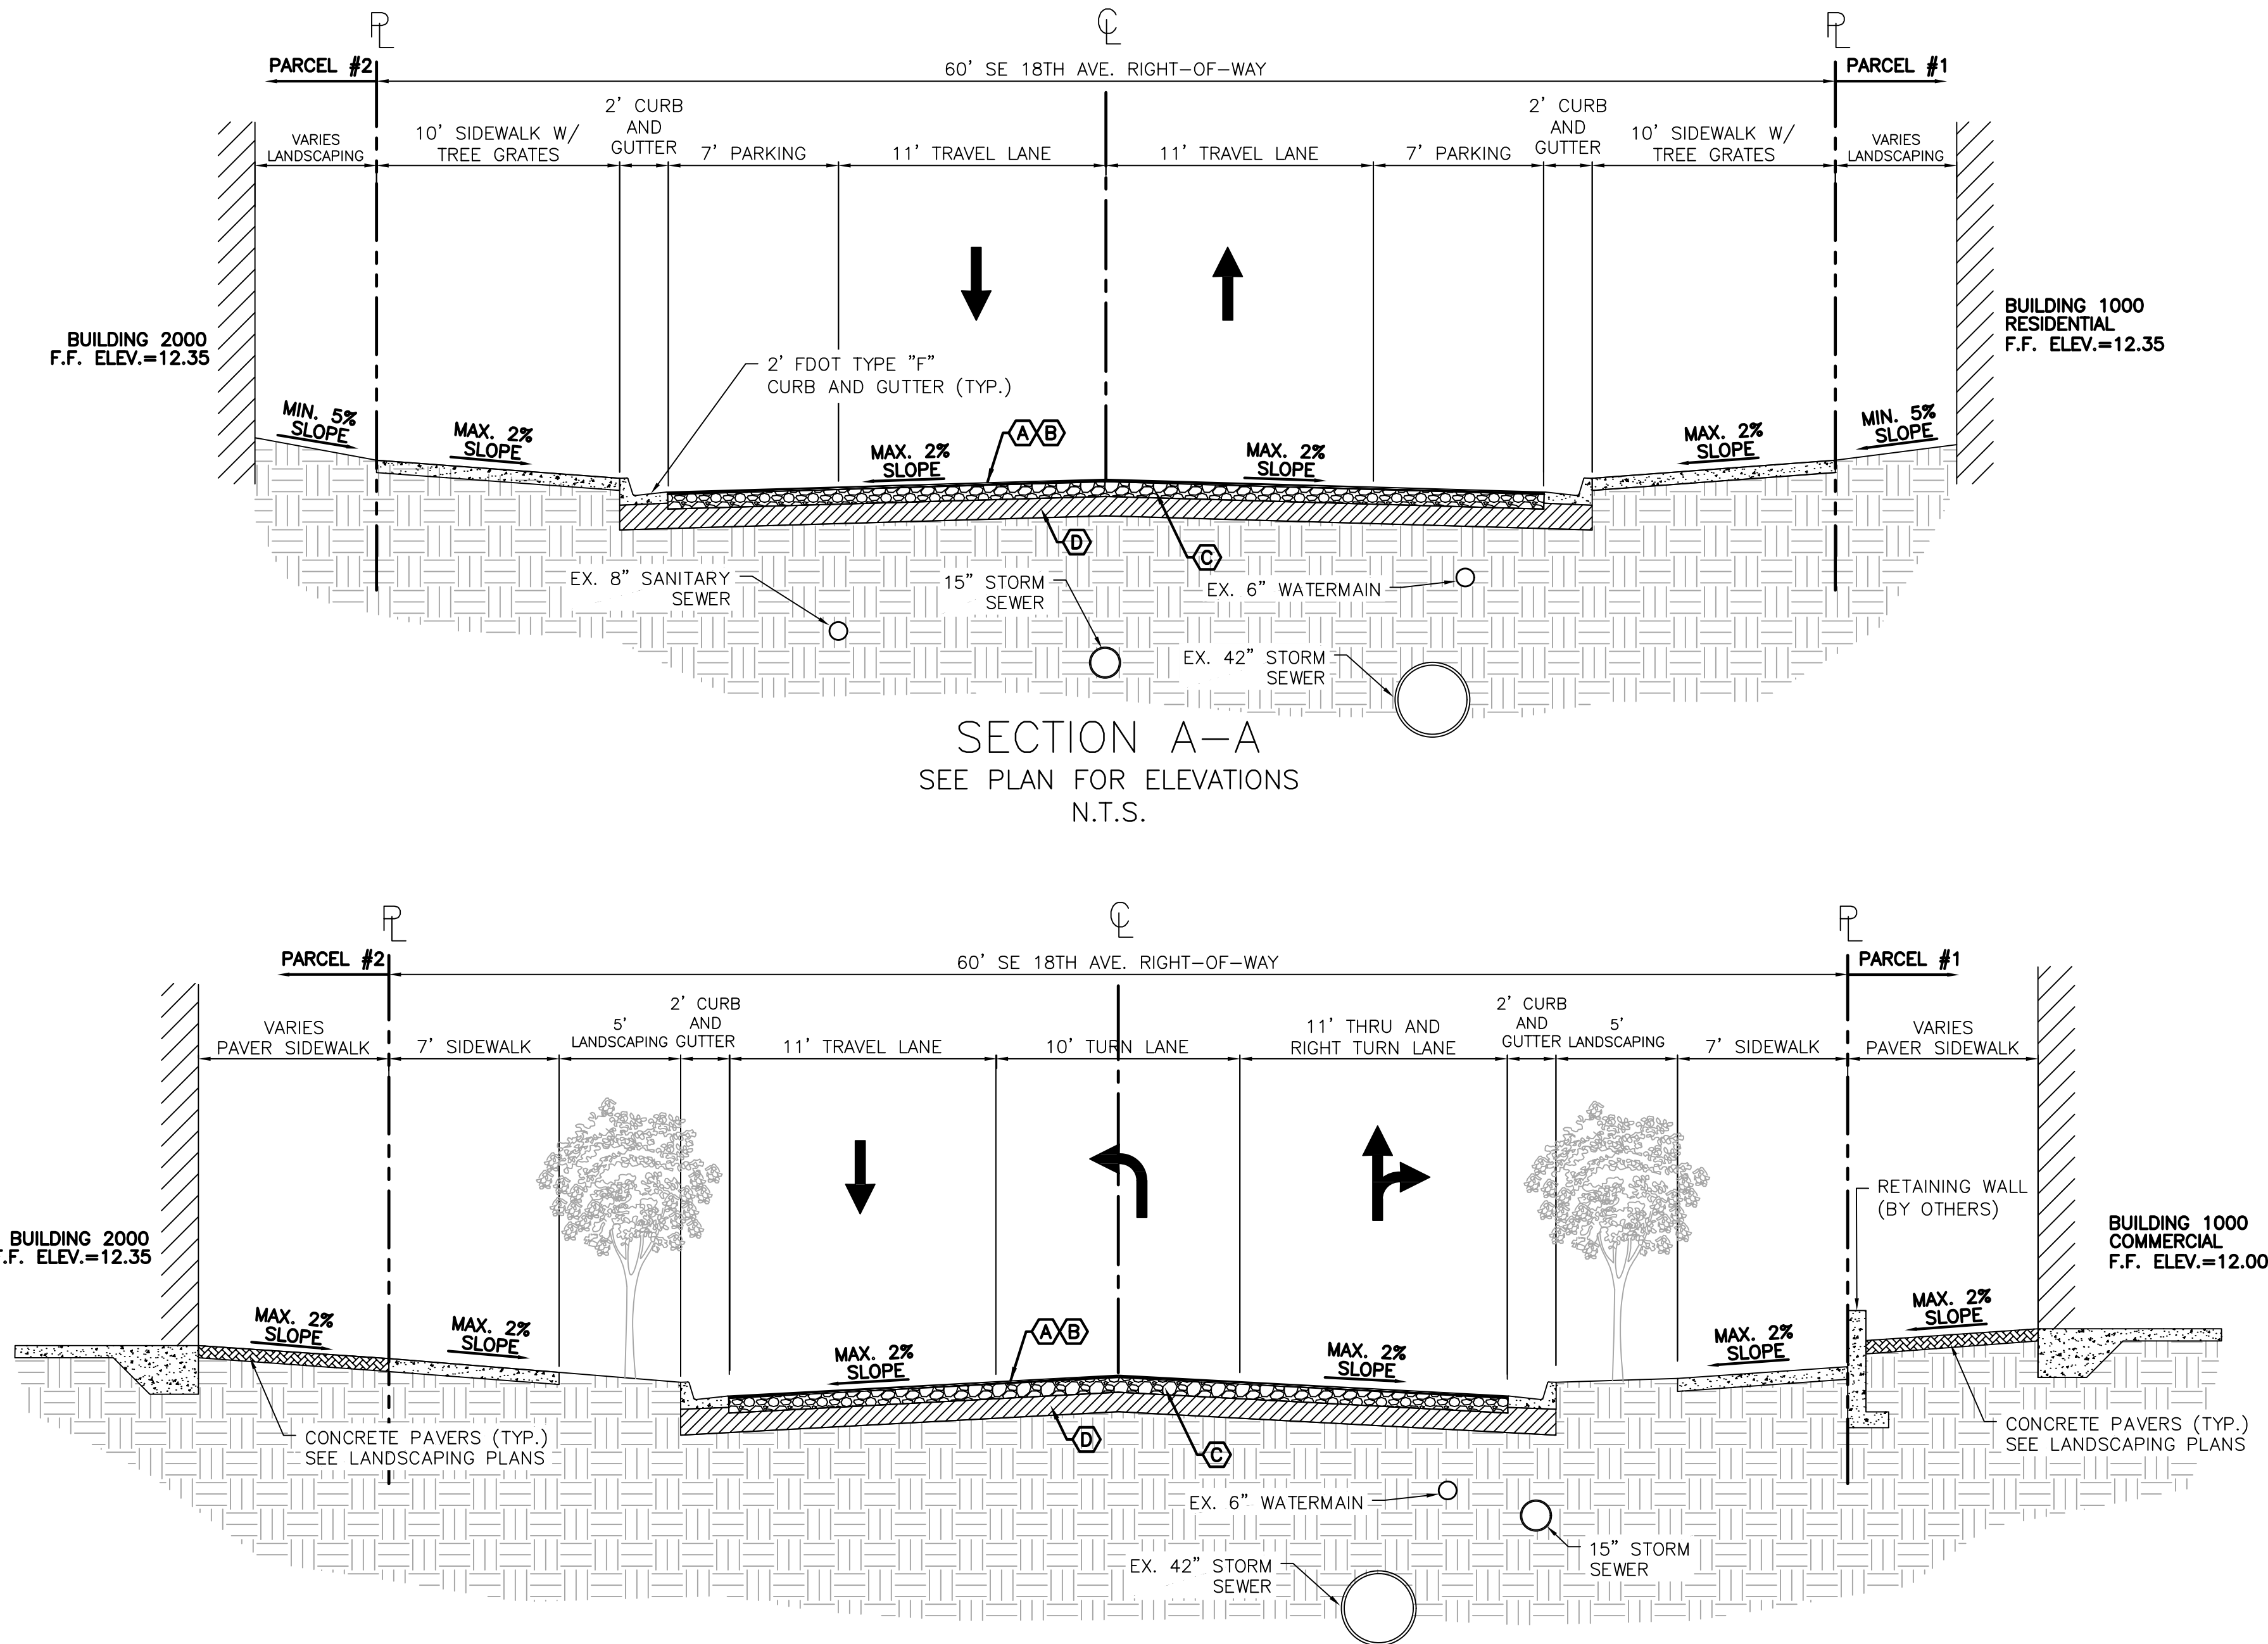 PL
CL
PL
PARCEL #2
60' SE 18TH AVE. RIGHT-OF-WAY
PARCEL #1
VARIES
LANDSCAPING
10' SIDEWALK W/
TREE GRATES
2' CURB
AND
GUTTER
7' PARKING
11' TRAVEL LANE
11' TRAVEL LANE
7' PARKING
2' CURB
AND
GUTTER
10' SIDEWALK W/
TREE GRATES
VARIES
LANDSCAPING
BUILDING 2000
F.F. ELEV.=12.35
BUILDING 1000
RESIDENTIAL
F.F. ELEV.=12.35
2' FDOT TYPE "F"
CURB AND GUTTER (TYP.)
MIN. 5%
SLOPE
MAX. 2%
SLOPE
MAX. 2%
SLOPE
A B
MAX. 2%
SLOPE
MAX. 2%
SLOPE
MIN. 5%
SLOPE
D
C
EX. 8" SANITARY
SEWER
15" STORM
SEWER
EX. 6" WATERMAIN
EX. 42" STORM
SEWER
SECTION A-A
SEE PLAN FOR ELEVATIONS
N.T.S.
PL
CL
PL
PARCEL #2
60' SE 18TH AVE. RIGHT-OF-WAY
PARCEL #1
VARIES
PAVER SIDEWALK
7' SIDEWALK
5'
LANDSCAPING
2' CURB
AND
GUTTER
11' TRAVEL LANE
10' TURN LANE
11' THRU AND
RIGHT TURN LANE
2' CURB
AND
GUTTER
5'
LANDSCAPING
7' SIDEWALK
VARIES
PAVER SIDEWALK
RETAINING WALL
(BY OTHERS)
BUILDING 2000
F.F. ELEV.=12.35
BUILDING 1000
COMMERCIAL
F.F. ELEV.=12.00
MAX. 2%
SLOPE
MAX. 2%
SLOPE
MAX. 2%
SLOPE
A B
MAX. 2%
SLOPE
MAX. 2%
SLOPE
MAX. 2%
SLOPE
CONCRETE PAVERS (TYP.)
SEE LANDSCAPING PLANS
D
C
CONCRETE PAVERS (TYP.)
SEE LANDSCAPING PLANS
EX. 6" WATERMAIN
15" STORM
SEWER
EX. 42" STORM
SEWER